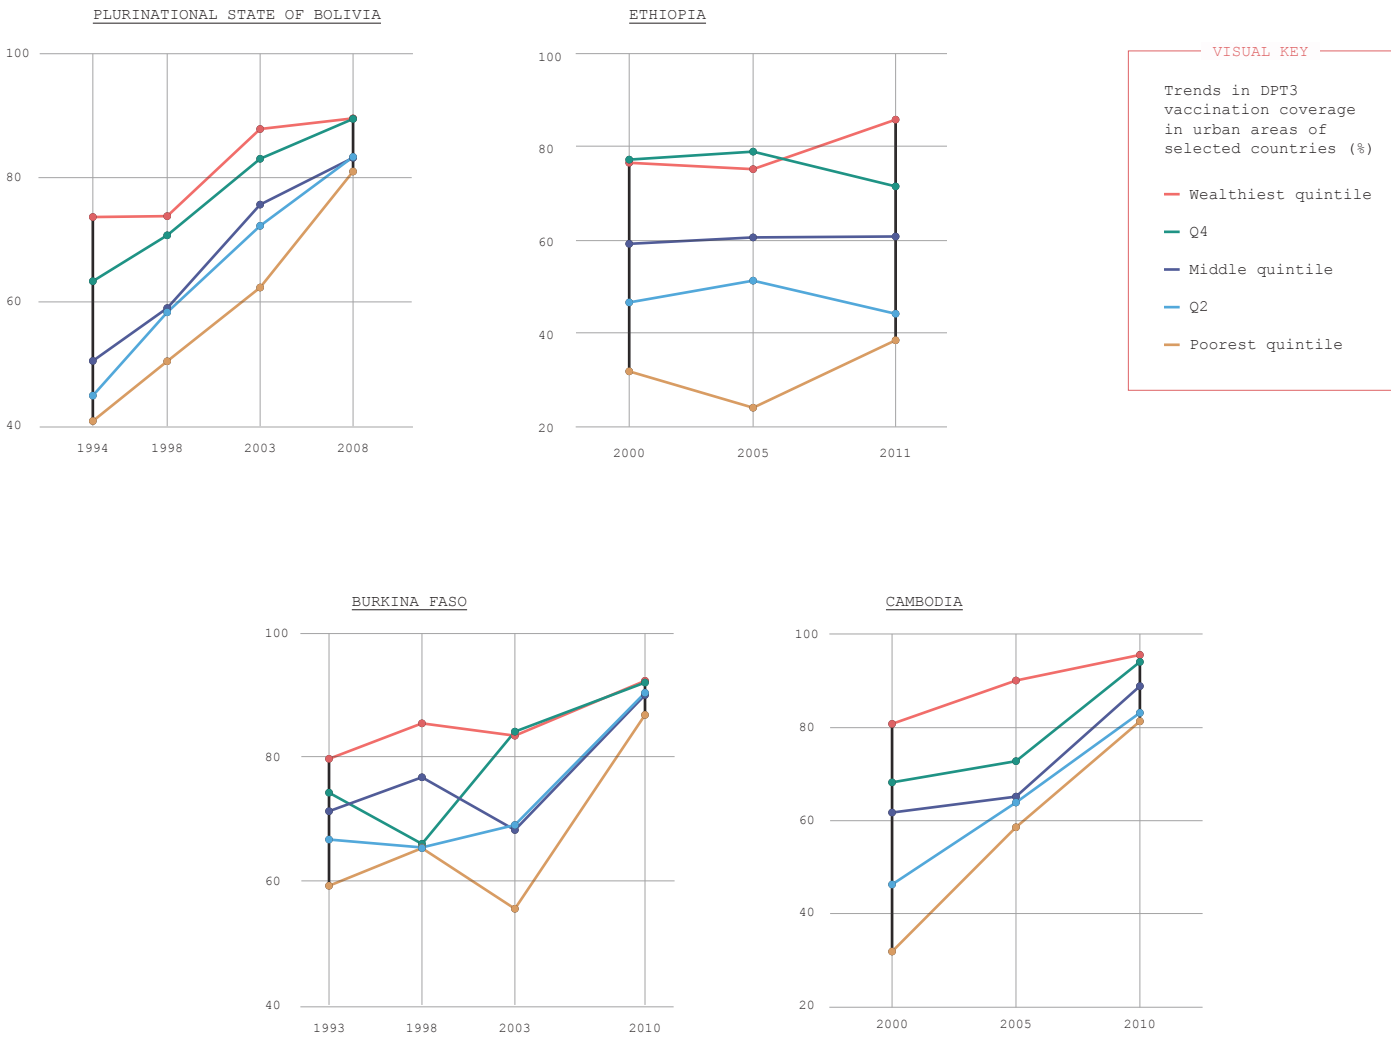 PLURINATIONAL STATE OF BOLIVIA
100
80
60
40
1994 1998 2003 2008
ETHIOPIA
100
80
60
40
20
2000 2005 2011
VISUAL KEY
Trends in DPT3
vaccination coverage
in urban areas of
selected countries (%)
Wealthiest quintile
Q4
Middle quintile
Q2
Poorest quintile
BURKINA FASO
100
80
60
40
1993 1998 2003 2010
CAMBODIA
100
80
60
40
20
2000 2005 2010